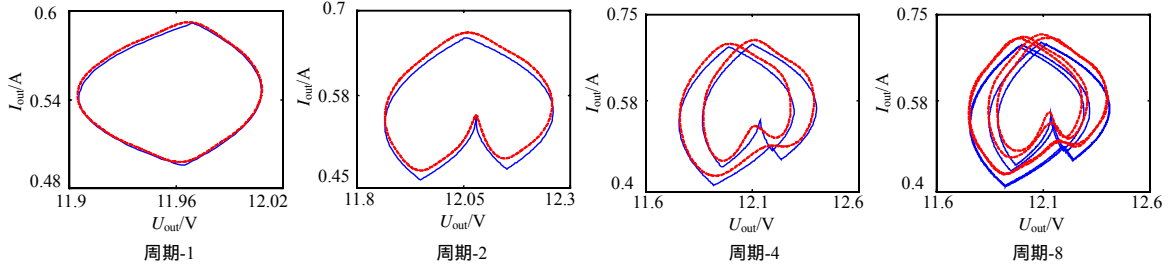 0.6
0.54
0.48
11.9
11.96
12.02
I_out/A
U_out/V
周期-1
0.7
0.58
0.45
11.8
12.05
12.3
I_out/A
U_out/V
周期-2
0.75
0.58
0.4
11.6
12.1
12.6
I_out/A
U_out/V
周期-4
0.75
0.58
0.4
11.6
12.1
12.6
I_out/A
U_out/V
周期-8